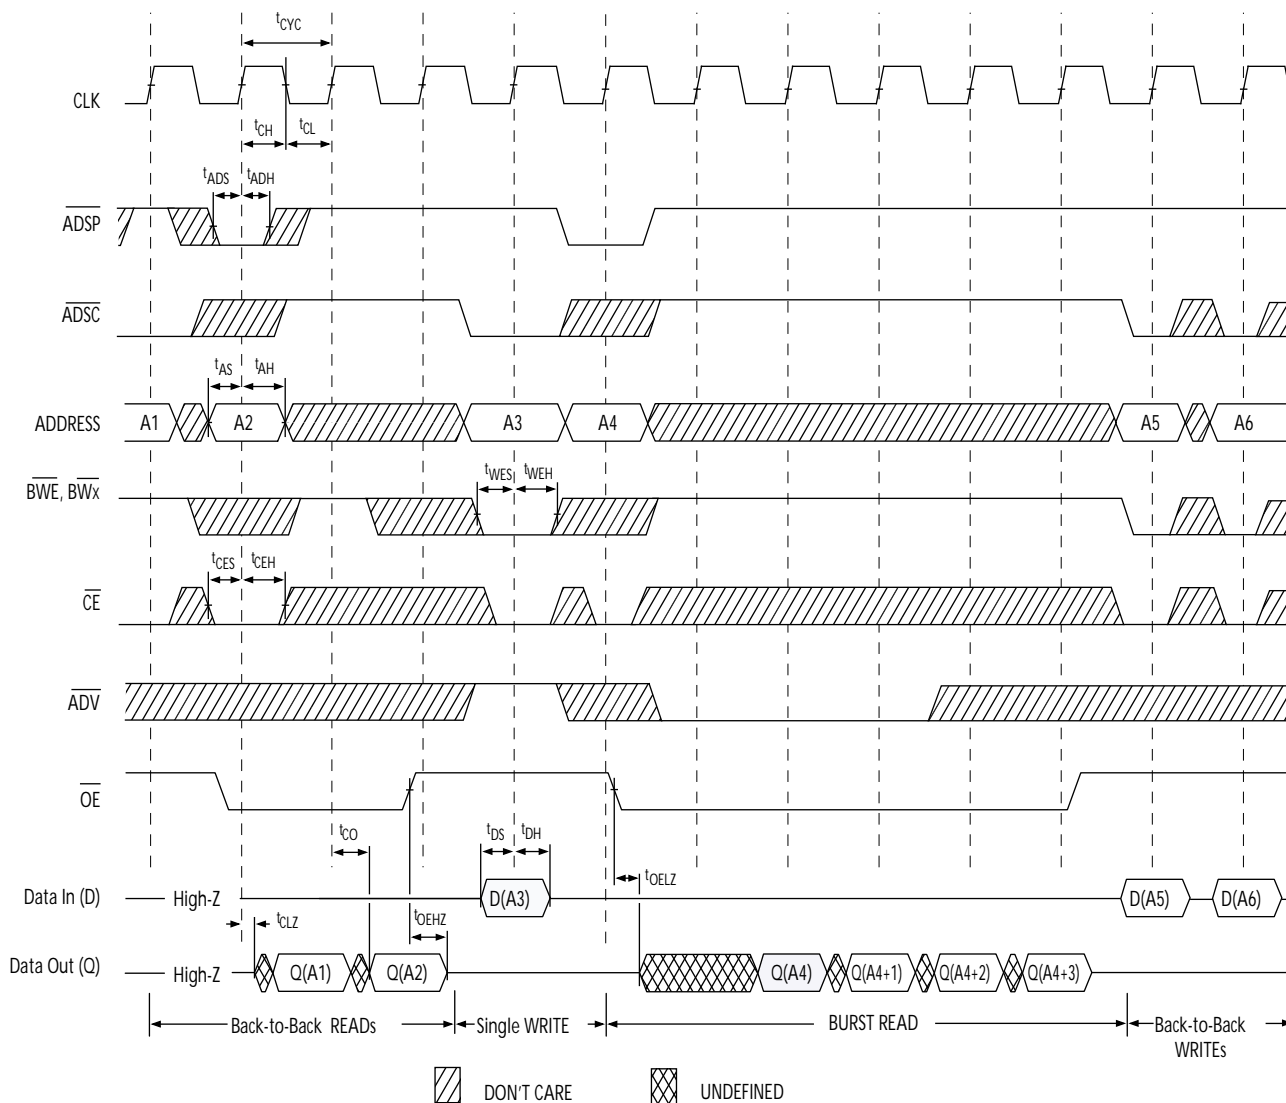 tCYC
CLK
tCH tCL
tADS tADH
ADSP
ADSC
tAS tAH
ADDRESS A1 A2 A3 A4 A5 A6
tWES tWEH
BWE, BWx
tCES tCEH
CE
ADV
OE
tCO tDS tDH
tOELZ
Data In (D) High-Z D(A3) D(A5) D(A6)
tCLZ tOEHZ
Data Out (Q) High-Z Q(A1) Q(A2) Q(A4) Q(A4+1) Q(A4+2) Q(A4+3)
Back-to-Back READs Single WRITE BURST READ Back-to-Back
WRITEs
DON'T CARE UNDEFINED